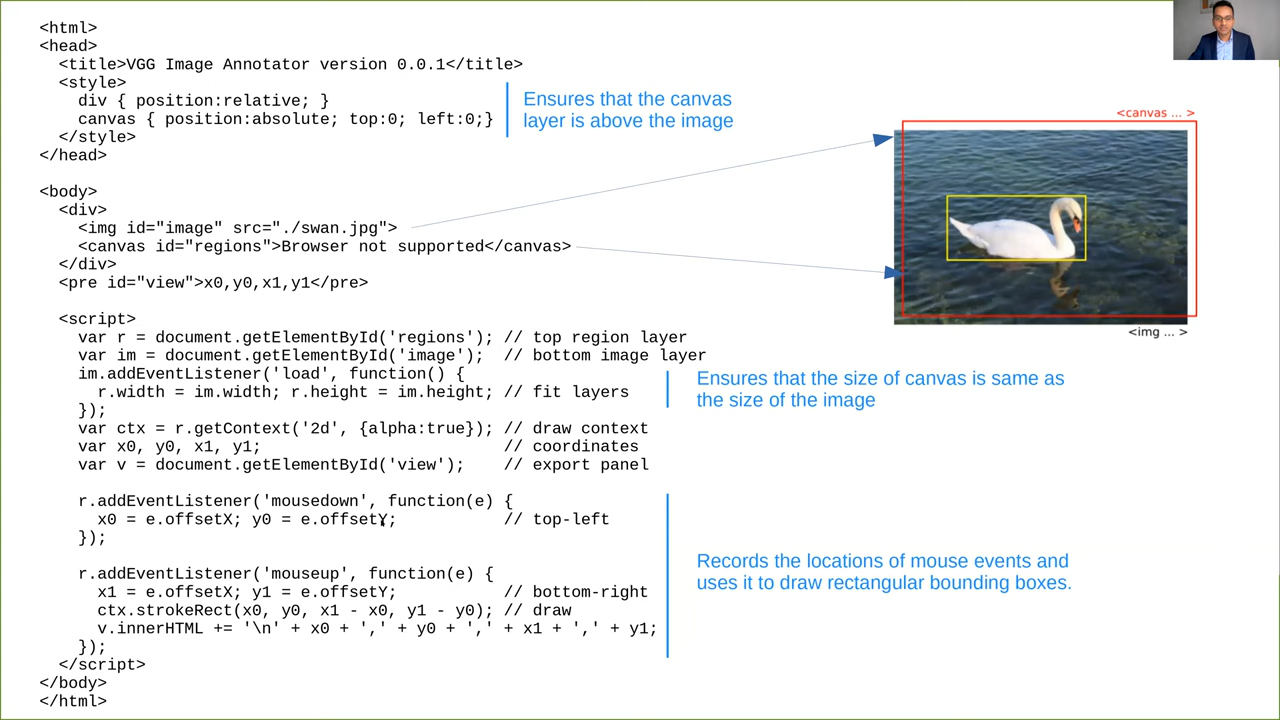 <html>
<head>
  <title>VGG Image Annotator version 0.0.1</title>
  <style>
    div { position:relative; }
    canvas { position:absolute; top:0; left:0;}
  </style>
</head>
Ensures that the canvas
layer is above the image
<canvas ... >
<body>
  <div>
    <img id="image" src="./swan.jpg">
    <canvas id="regions">Browser not supported</canvas>
  </div>
  <pre id="view">x0,y0,x1,y1</pre>
<img ... >
  <script>
    var r = document.getElementById('regions'); // top region layer
    var im = document.getElementById('image');  // bottom image layer
    im.addEventListener('load', function() {
      r.width = im.width; r.height = im.height; // fit layers
    });
    var ctx = r.getContext('2d', {alpha:true}); // draw context
    var x0, y0, x1, y1;                         // coordinates
    var v = document.getElementById('view');    // export panel
Ensures that the size of canvas is same as
the size of the image
    r.addEventListener('mousedown', function(e) {
      x0 = e.offsetX; y0 = e.offsetY;           // top-left
    });
    r.addEventListener('mouseup', function(e) {
      x1 = e.offsetX; y1 = e.offsetY;           // bottom-right
      ctx.strokeRect(x0, y0, x1 - x0, y1 - y0); // draw
      v.innerHTML += '\n' + x0 + ',' + y0 + ',' + x1 + ',' + y1;
    });
Records the locations of mouse events and
uses it to draw rectangular bounding boxes.
  </script>
</body>
</html>